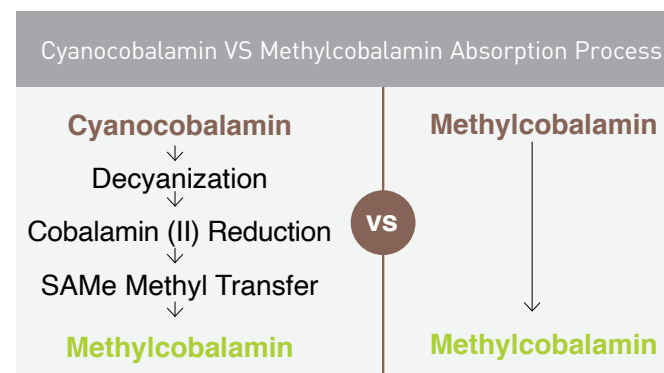 Cyanocobalamin VS Methylcobalamin Absorption Process
Cyanocobalamin
Decyanization
Cobalamin (II) Reduction
SAMe Methyl Transfer
Methylcobalamin
vs
Methylcobalamin
Methylcobalamin